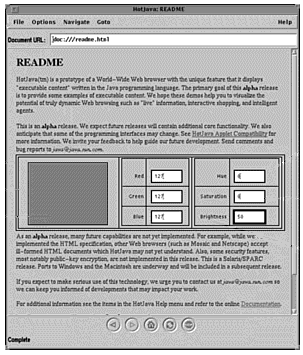 HotJava: README
File Options Navigate Goto Help
Document URL: doc:///readme.html
README
HotJava(tm) is a prototype of a World-Wide Web browser with the unique feature that it displays
"executable content" written in the Java programming language. The primary goal of this alpha release
is to provide some examples of executable content. We hope these demos help you to visualize the
potential of truly dynamic Web browsing such as "live" information, interactive shopping, and intelligent
agents.
This is an alpha release. We expect future releases will contain additional core functionality. We also
anticipate that some of the programming interfaces may change. See HotJava Applet Compatibility for
more information. We invite your feedback to help guide our future development. Send comments and
bug reports to java@java.sun.com.
Red 127 Hue
Green 127 Saturation
Blue 127 Brightness 50
As an alpha release, many future capabilities are not yet implemented. For example, while we
implemented the HTML specification, other Web browsers (such as Mosaic and Netscape) accept
ill-formed HTML documents which HotJava may not yet understand. Also, some security features,
most notably public-key encryption, are not implemented in this release. This is a Solaris/SPARC
release. Ports to Windows and the Macintosh are underway and will be included in a subsequent release.
If you expect to make serious use of this technology, we urge you to contact us at java@java.sun.com so
we can keep you informed of developments that may impact your work.
For additional information see the items in the HotJava Help menu and refer to the online Documentation.
Complete